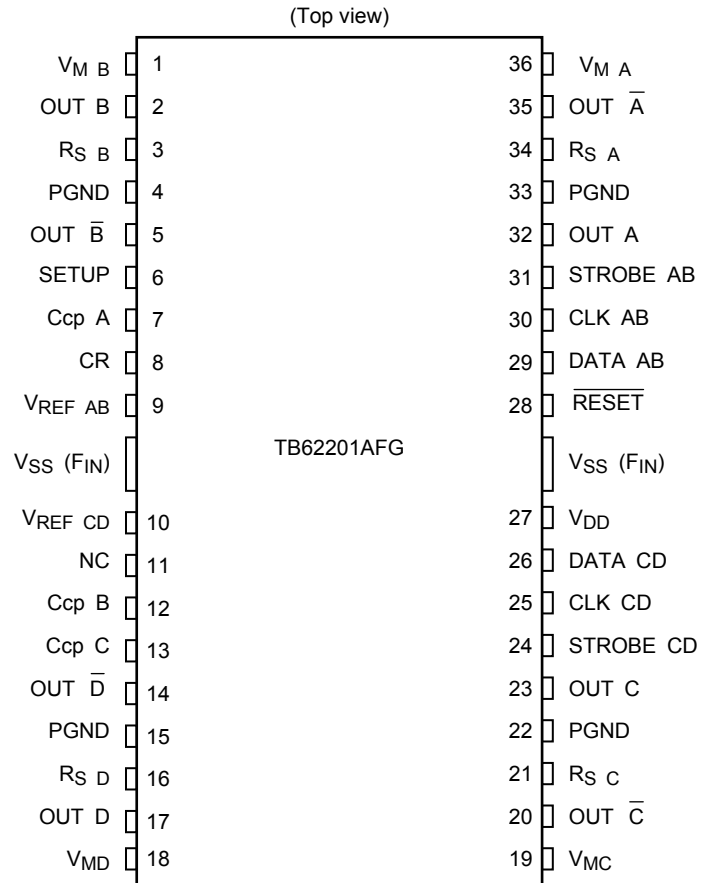 (Top view)
VM B 1 36 VM A
OUT B 2 35 OUT A̅
RS B 3 34 RS A
PGND 4 33 PGND
OUT B̅ 5 32 OUT A
SETUP 6 31 STROBE AB
Ccp A 7 30 CLK AB
CR 8 29 DATA AB
VREF AB 9 28 R̅E̅S̅E̅T̅
VSS (FIN) TB62201AFG VSS (FIN)
VREF CD 10 27 VDD
NC 11 26 DATA CD
Ccp B 12 25 CLK CD
Ccp C 13 24 STROBE CD
OUT D̅ 14 23 OUT C
PGND 15 22 PGND
RS D 16 21 RS C
OUT D 17 20 OUT C̅
VMD 18 19 VMC